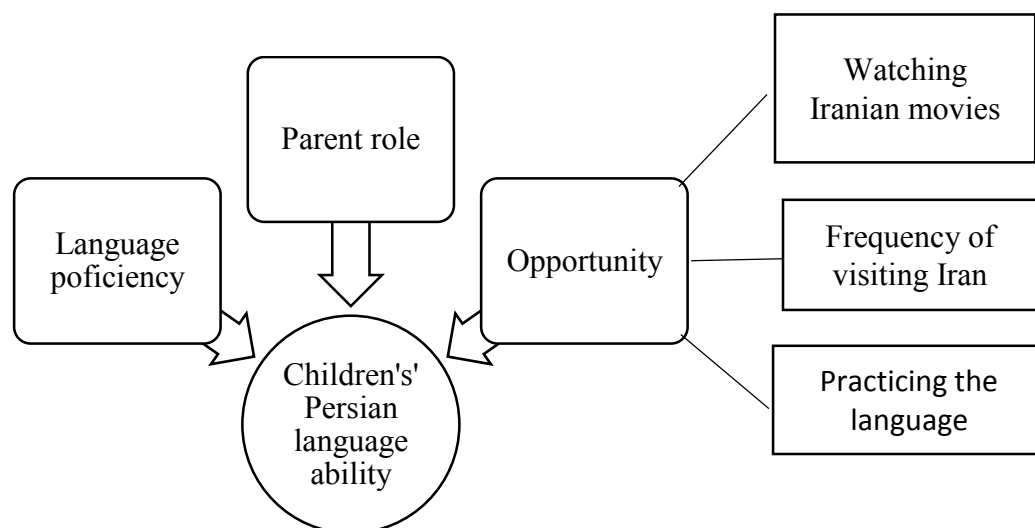 Parent role
Language
poficiency
Opportunity
Children's'
Persian
language
ability
Watching
Iranian movies
Frequency of
visiting Iran
Practicing the
language